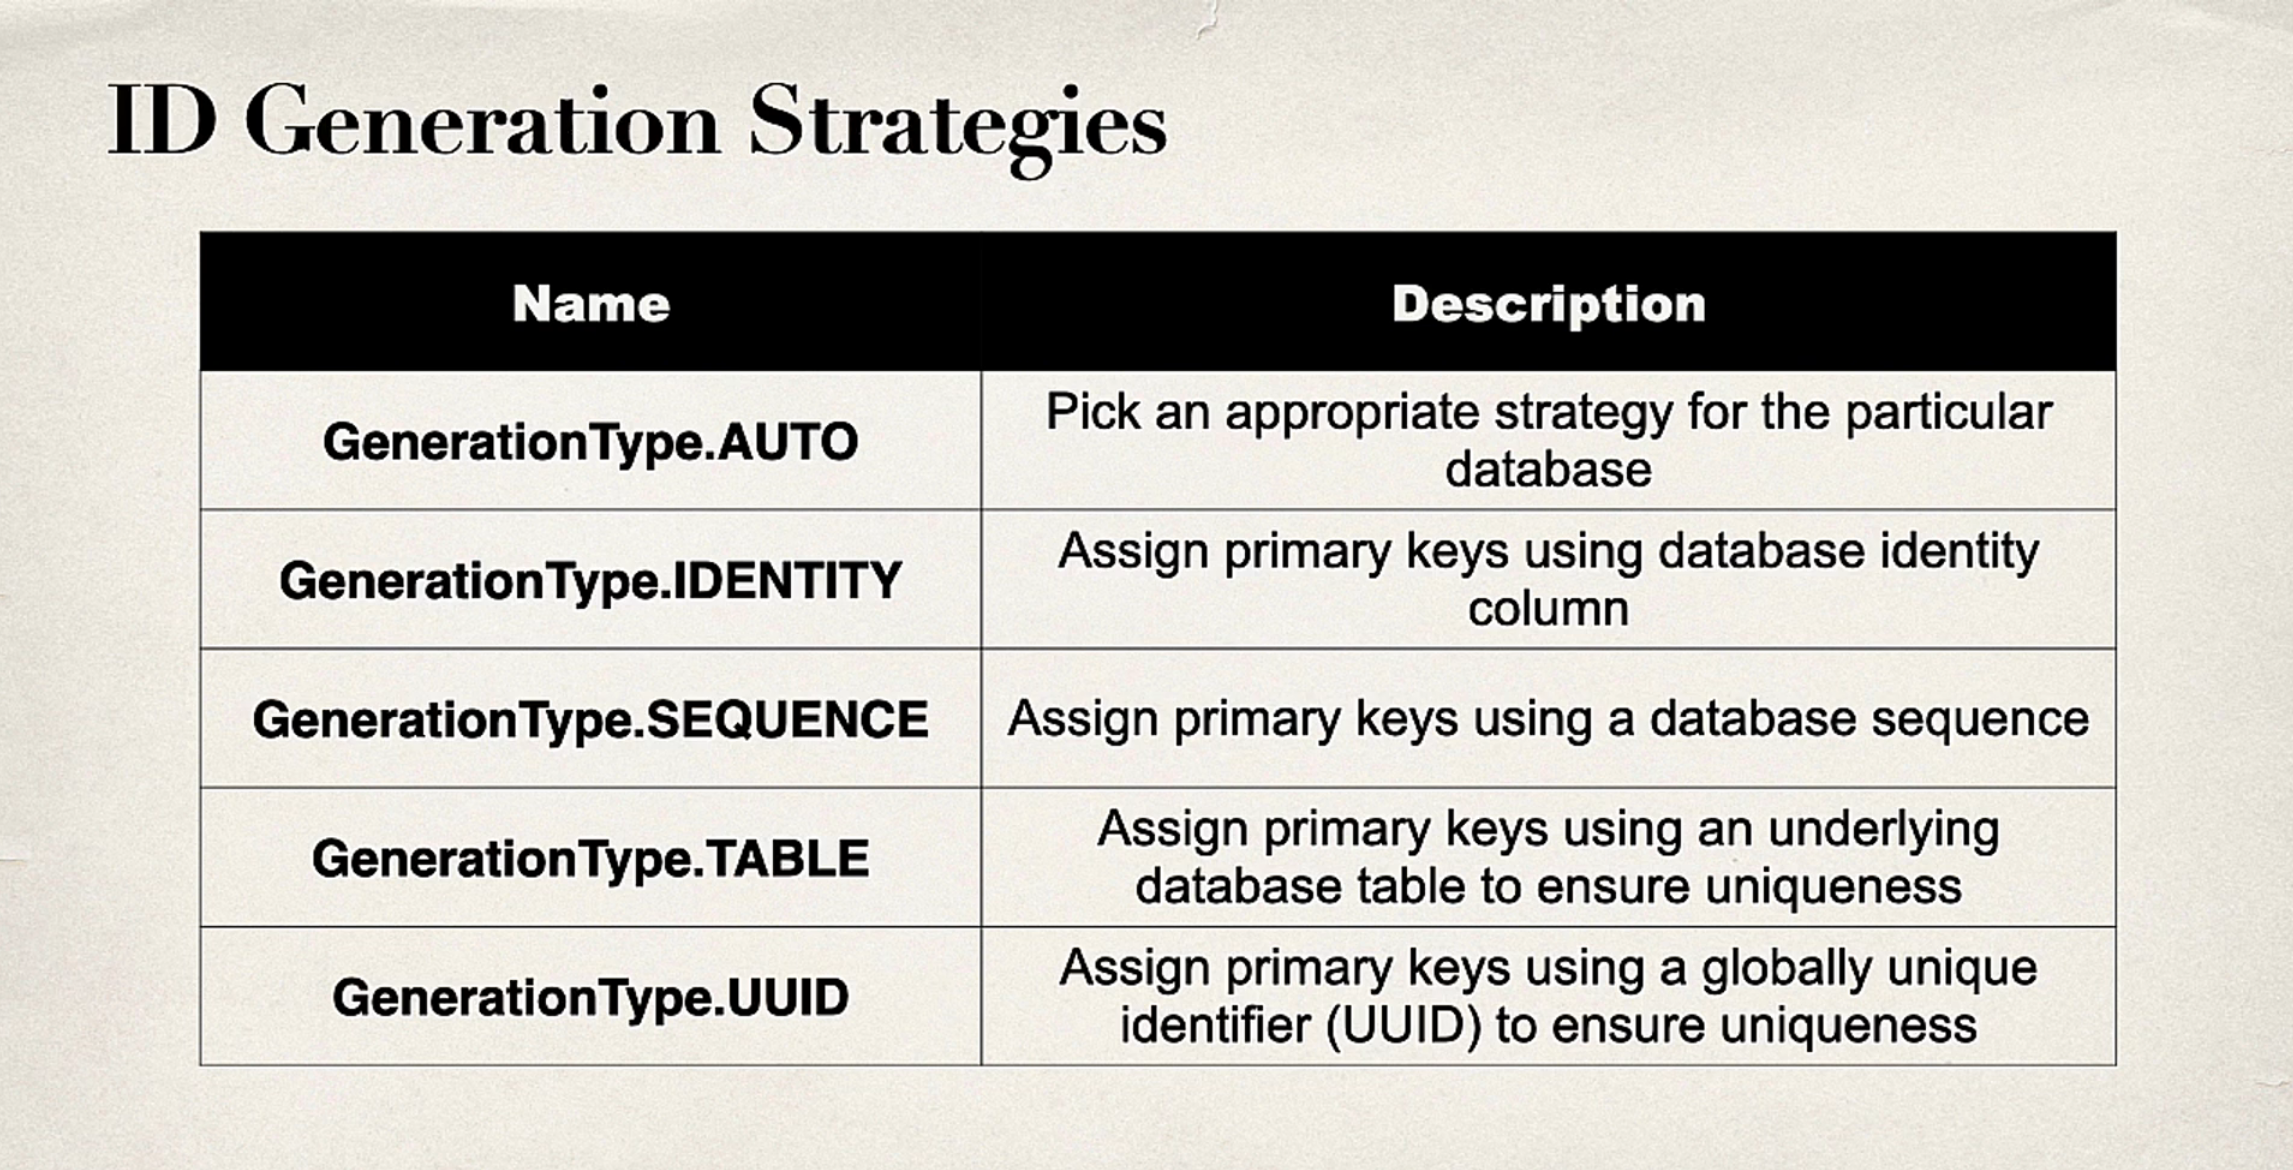 ID Generation Strategies
Name
Description
GenerationType.AUTO
Pick an appropriate strategy for the particular
database
GenerationType.IDENTITY
Assign primary keys using database identity
column
GenerationType.SEQUENCE
Assign primary keys using a database sequence
GenerationType.TABLE
Assign primary keys using an underlying
database table to ensure uniqueness
GenerationType.UUID
Assign primary keys using a globally unique
identifier (UUID) to ensure uniqueness